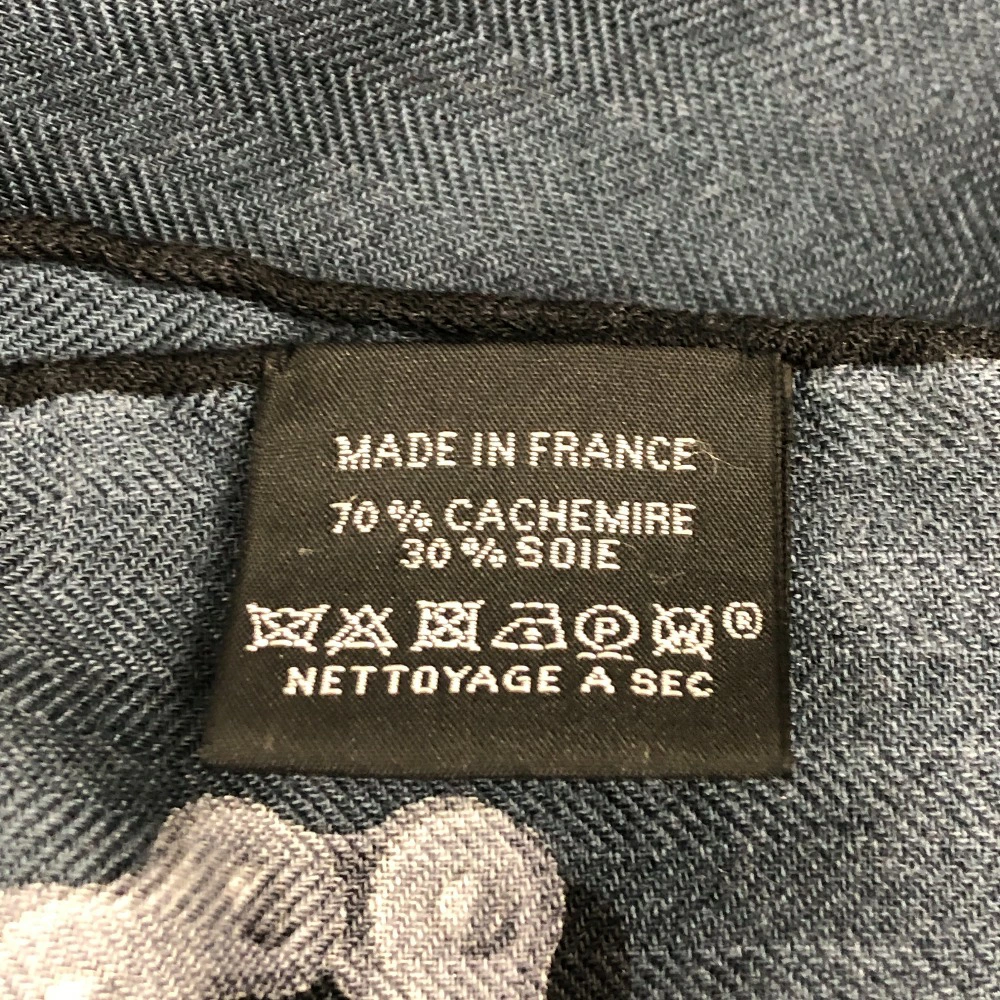 MADE IN FRANCE
70 % CACHEMIRE
30 % SOIE
P W ®
NETTOYAGE A SEC